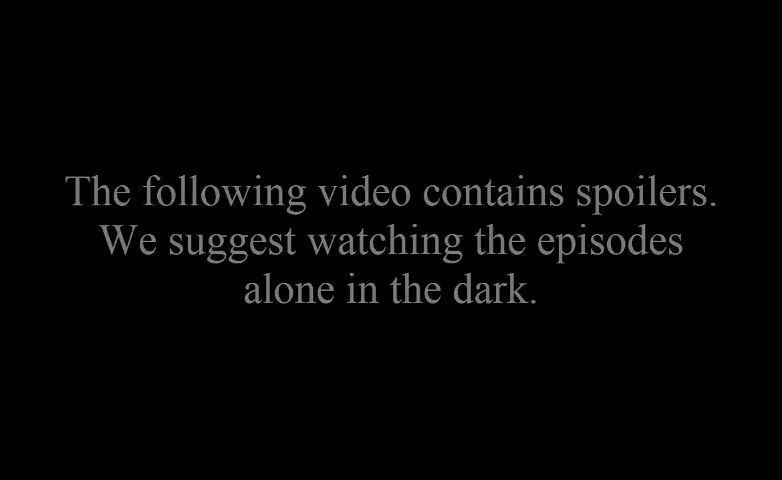 The following video contains spoilers.
We suggest watching the episodes
alone in the dark.